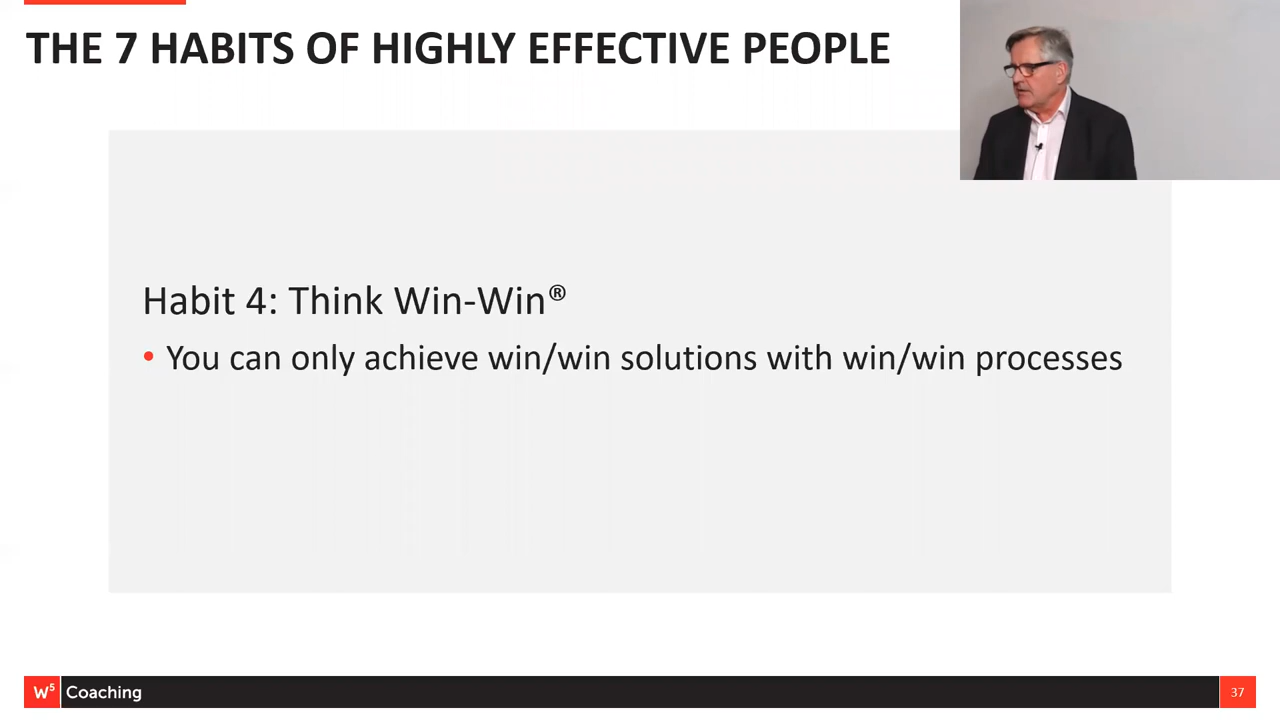 THE 7 HABITS OF HIGHLY EFFECTIVE PEOPLE
Habit 4: Think Win-Win®
• You can only achieve win/win solutions with win/win processes
W⁵ Coaching
37